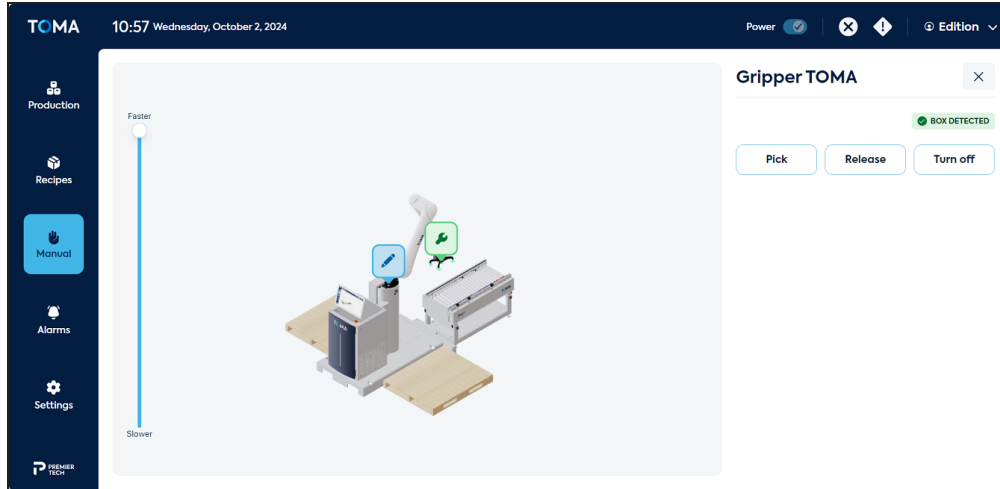 TOMA
10:57 Wednesday, October 2, 2024
Power
Edition
Production
Recipes
Manual
Alarms
Settings
PREMIER
TECH
Faster
Slower
TOMA
Gripper TOMA
BOX DETECTED
Pick
Release
Turn off